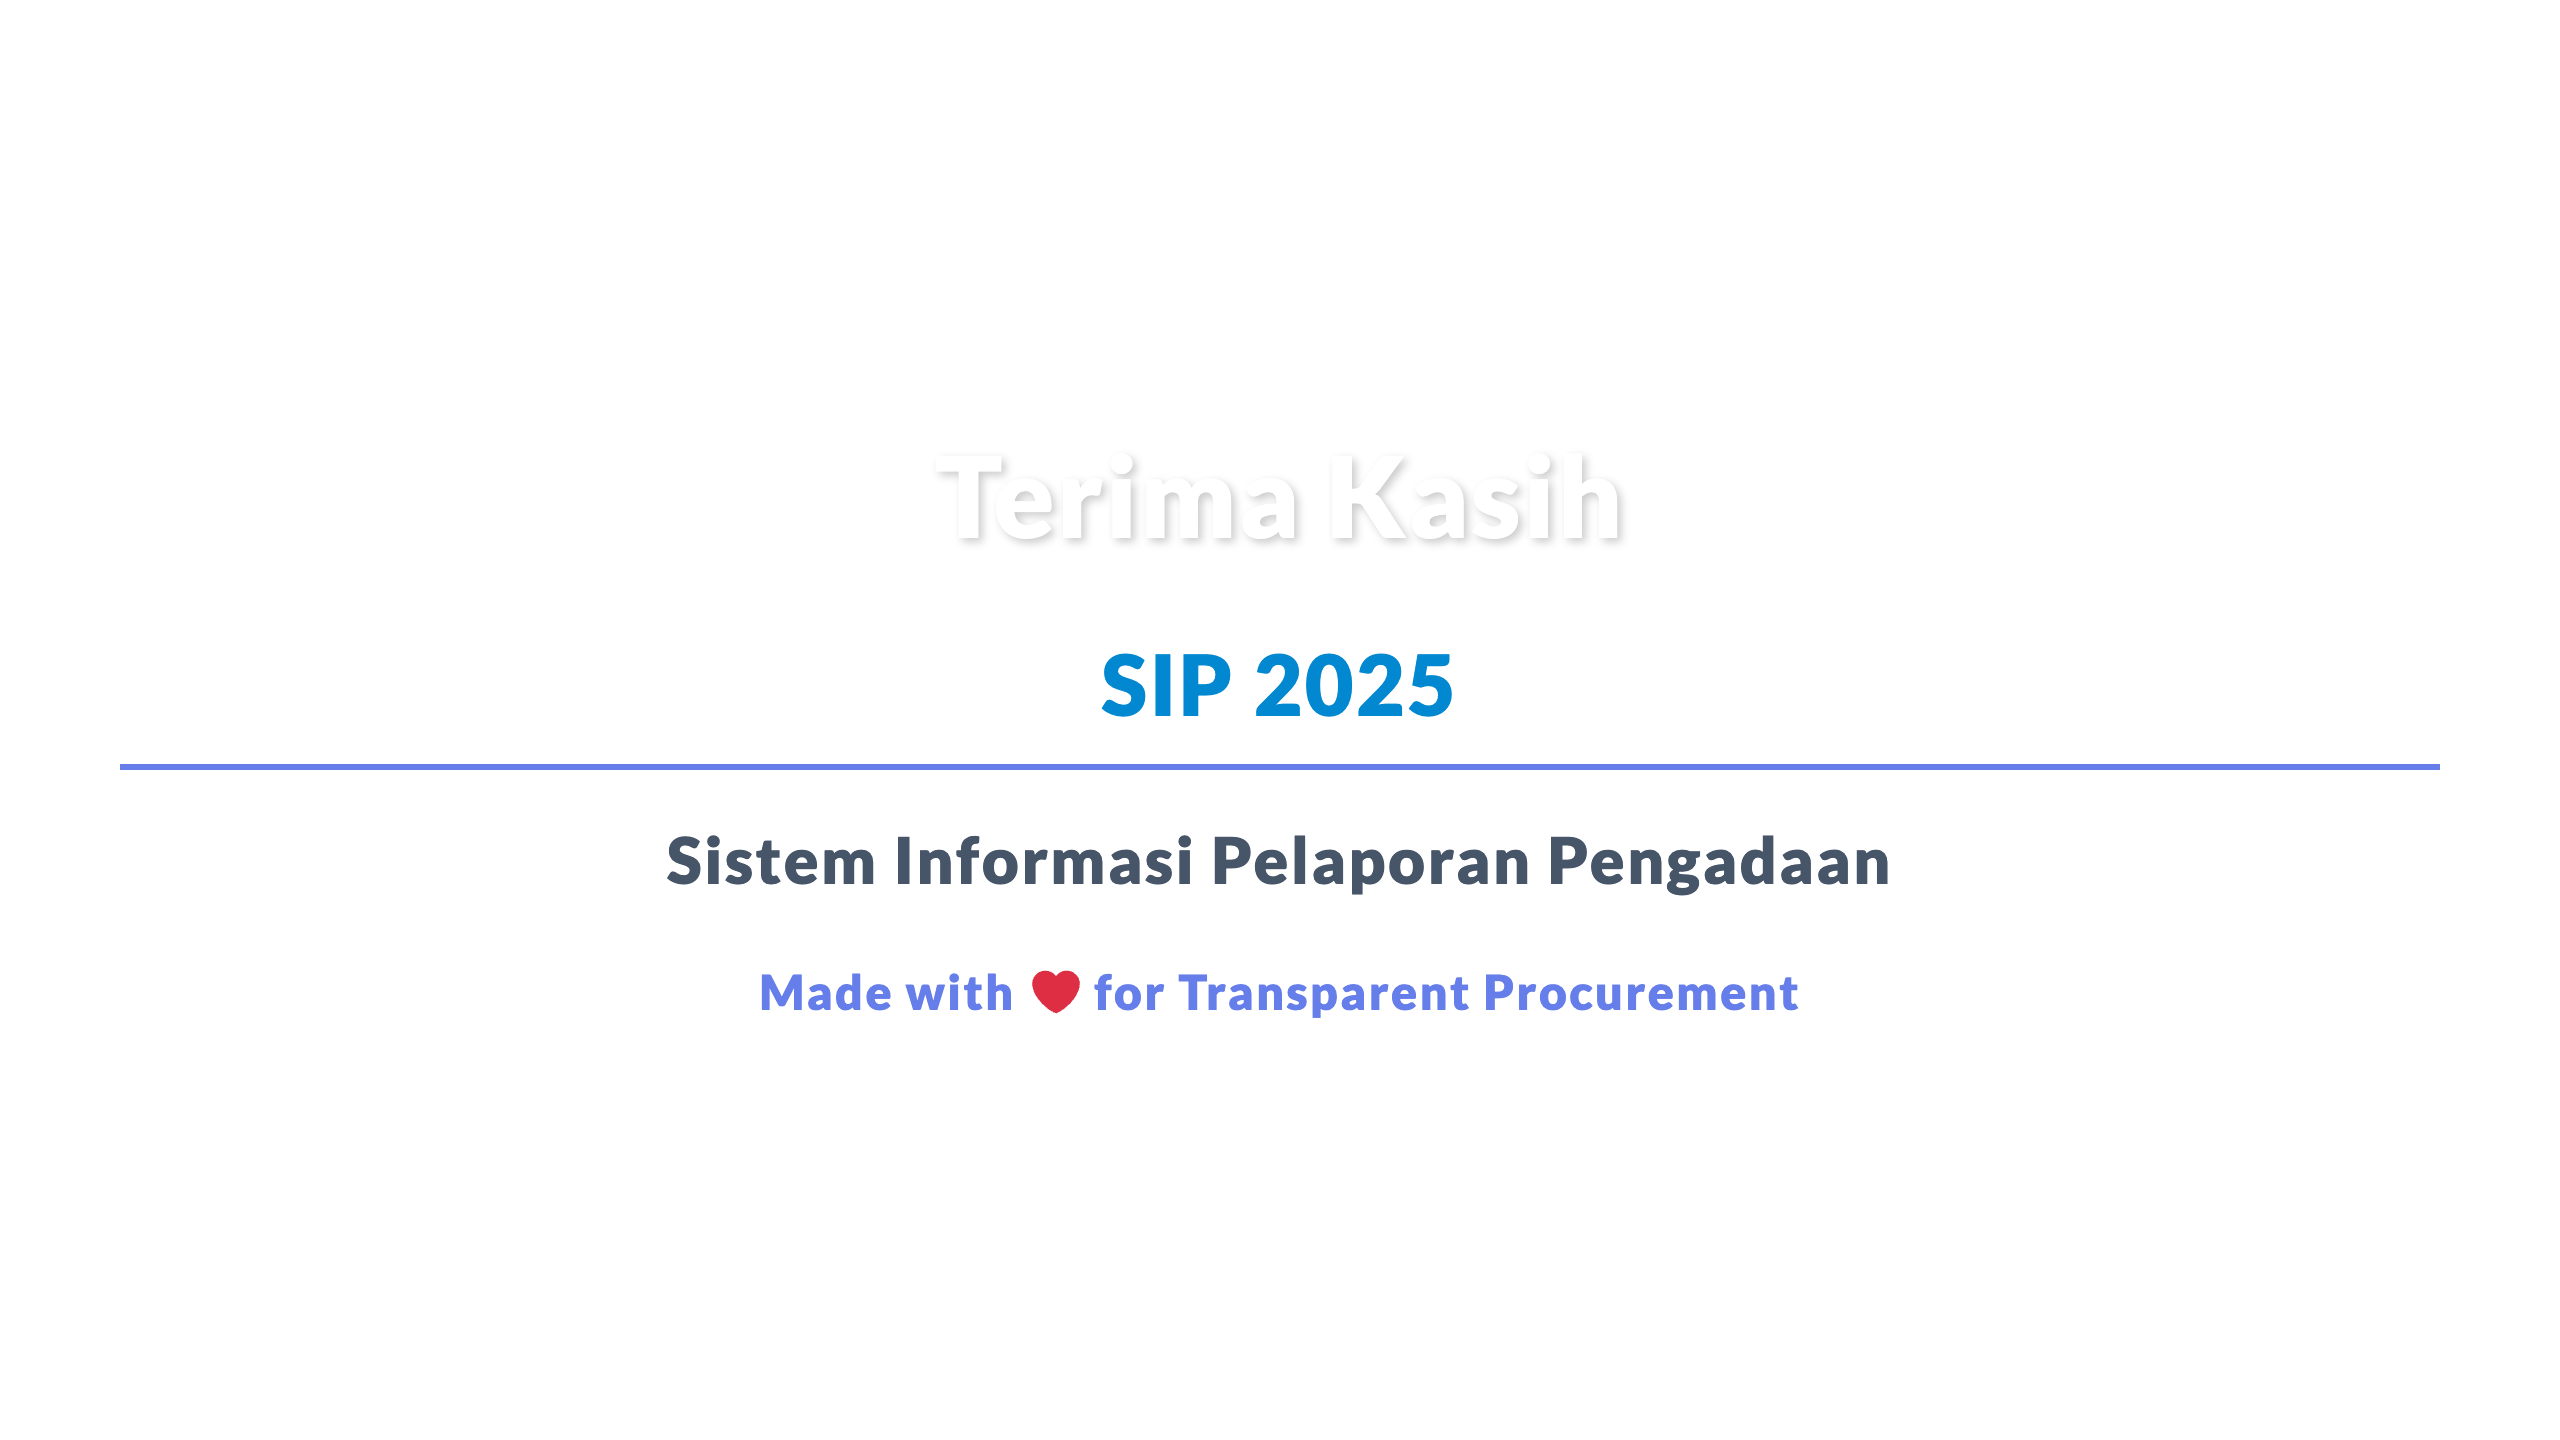 Terima Kasih
SIP 2025
Sistem Informasi Pelaporan Pengadaan
Made with ❤️ for Transparent Procurement